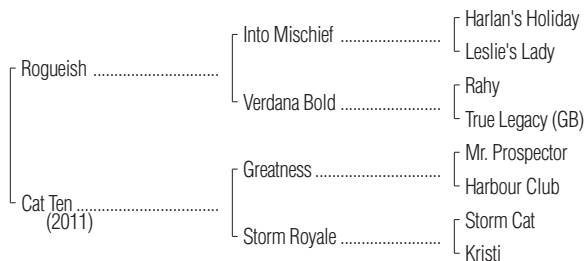 Harlan's Holiday
Into Mischief ......................
Leslie's Lady
Rogueish ............................
Rahy
Verdana Bold ......................
True Legacy (GB)
Mr. Prospector
Greatness ..........................
Harbour Club
Cat Ten ...............................
(2011)
Storm Cat
Storm Royale .....................
Kristi